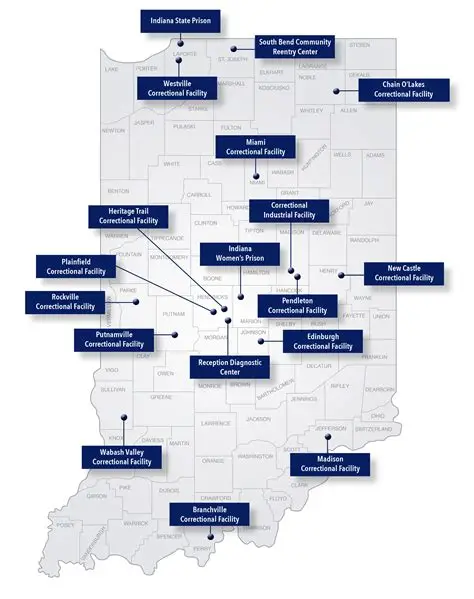 Indiana State Prison
South Bend Community
Reentry Center
STEUBEN
LAPORTE
LAKE
PORTER
ST. JOSEPH
LAGRANGE
ELKHART
NOBLE
DEKALB
Westville
Correctional Facility
Chain O'Lakes
Correctional Facility
MARSHALL
KOSCIUSKO
STARKE
WHITLEY
ALLEN
JASPER
NEWTON
PULASKI
FULTON
Miami
Correctional Facility
HUNTINGTON
WELLS
ADAMS
WHITE
CASS
WABASH
MIAMI
BENTON
CARROLL
GRANT
HOWARD
JAY
Heritage Trail
Correctional Facility
Correctional
Industrial Facility
CLINTON
TIPTON
MADISON
DELAWARE
RANDOLPH
WARREN
TIPPECANOE
FOUNTAIN
MONTGOMERY
Indiana
Women's Prison
BOONE
HAMILTON
Plainfield
Correctional Facility
HENRY
New Castle
Correctional Facility
HANCOCK
WAYNE
Rockville
Correctional Facility
PARKE
HENDRICKS
PUTNAM
MARION
Pendleton
Correctional Facility
SHELBY
RUSH
FAYETTE
UNION
Putnamville
Correctional Facility
MORGAN
JOHNSON
Edinburgh
Correctional Facility
FRANKLIN
CLAY
VIGO
OWEN
Reception Diagnostic
Center
DECATUR
MONROE
BROWN
BARTHOLOMEW
RIPLEY
DEARBORN
SULLIVAN
GREENE
JENNINGS
OHIO
LAWRENCE
JACKSON
JEFFERSON
SWITZERLAND
KNOX
DAVIESS
MARTIN
SCOTT
Wabash Valley
Correctional Facility
ORANGE
WASHINGTON
Madison
Correctional Facility
CLARK
PIKE
DUBOIS
GIBSON
CRAWFORD
FLOYD
Branchville
Correctional Facility
HARRISON
POSEY
VANDERBURGH
WARRICK
SPENCER
PERRY